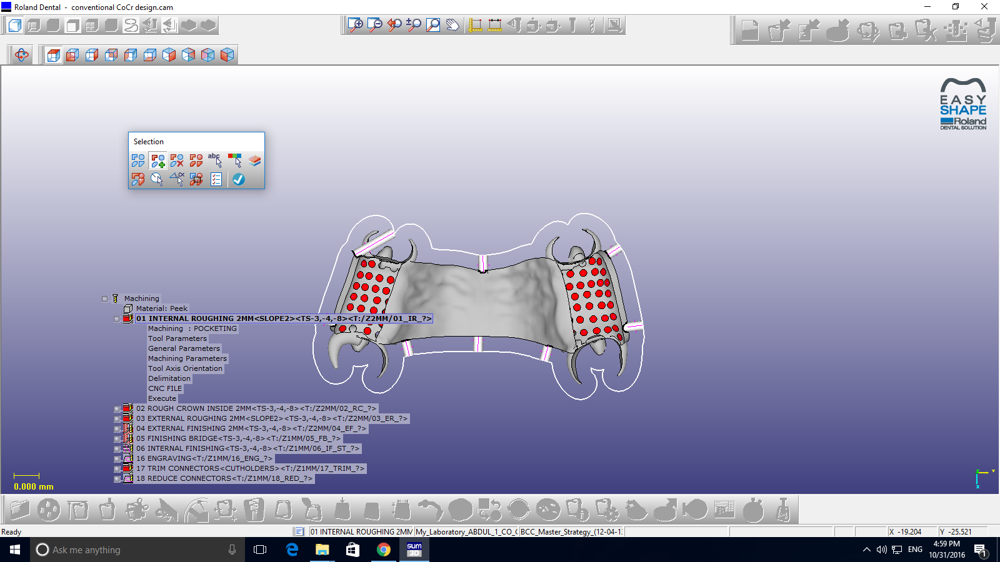 Roland Dental - conventional CoCr design.cam
EASY
SHAPE
Roland
DENTAL SOLUTION
Selection
abc
Machining
Material: Peek
01 INTERNAL ROUGHING 2MM<SLOPE2><TS-3,-4,-8><T:/Z2MM/01_IR_?>
Machining : POCKETING
Tool Parameters
General Parameters
Machining Parameters
Tool Axis Orientation
Delimitation
CNC FILE
Execute
02 ROUGH CROWN INSIDE 2MM<TS-3,-4,-8><T:/Z2MM/02_RC_?>
03 EXTERNAL ROUGHING 2MM<SLOPE2><TS-3,-4,-8><T:/Z2MM/03_ER_?>
04 EXTERNAL FINISHING 2MM<TS-3,-4,-8><T:/Z2MM/04_EF_?>
05 FINISHING BRIDGE<TS-3,-4,-8><T:/Z1MM/05_FB_?>
06 INTERNAL FINISHING<TS-3,-4,-8><T:/Z1MM/06_IF_ST_?>
16 ENGRAVING<T:/Z1MM/16_ENG_?>
17 TRIM CONNECTORS<CUTHOLDERS><T:/Z1MM/17_TRIM_?>
18 REDUCE CONNECTORS<T:/Z1MM/18_RED_?>
0.000 mm
Z
Y
X
Ready
01 INTERNAL ROUGHING 2MM
My_Laboratory_ABDUL_1_CO_
BCC_Master_Strategy_(12-04-1
X -19.204
Y -25.521
Ask me anything
SUM
3D
ENG
4:59 PM
10/31/2016
1